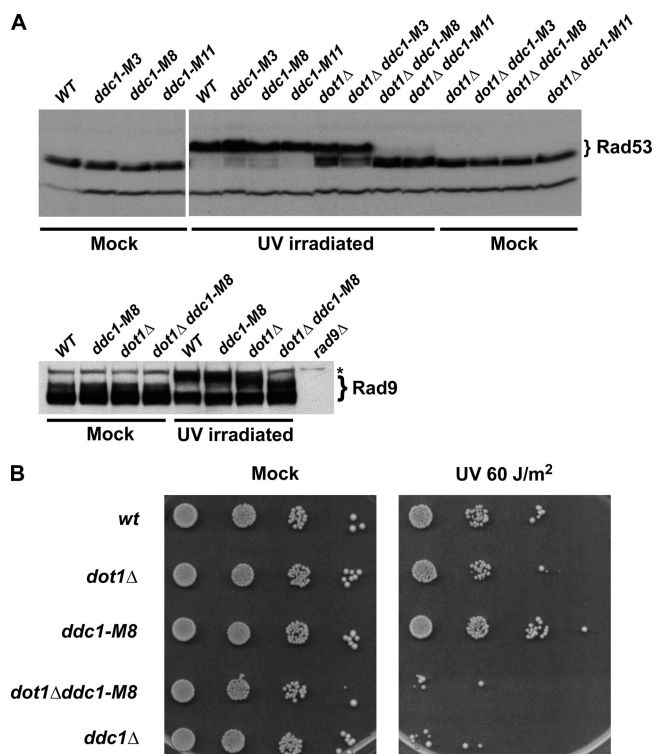 A
WT ddc1-M3 ddc1-M8 ddc1-M11 WT ddc1-M3 ddc1-M8 ddc1-M11 dot1Δ dot1Δ ddc1-M3 dot1Δ ddc1-M8 dot1Δ ddc1-M11 dot1Δ dot1Δ ddc1-M3 dot1Δ ddc1-M8 dot1Δ ddc1-M11
} Rad53
Mock UV irradiated Mock
WT ddc1-M8 dot1Δ dot1Δ ddc1-M8 WT ddc1-M8 dot1Δ dot1Δ ddc1-M8 rad9Δ
*
} Rad9
Mock UV irradiated
B
Mock UV 60 J/m²
wt
dot1Δ
ddc1-M8
dot1Δddc1-M8
ddc1Δ